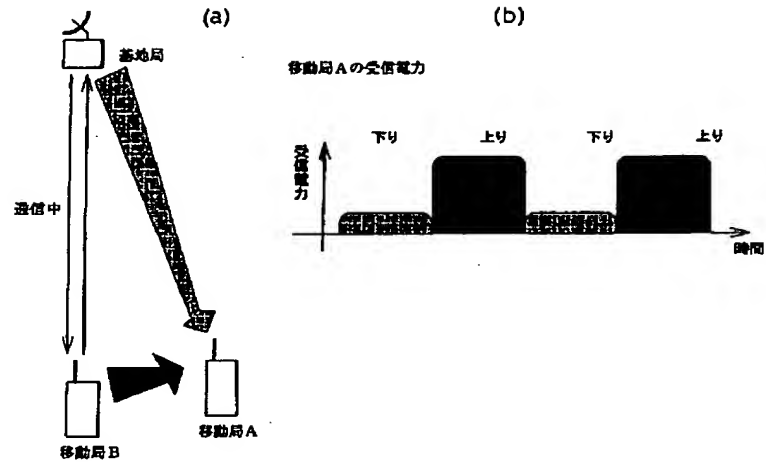 (a)
基地局
通信中
移動局B
移動局A
(b)
移動局Aの受信電力
下り 上り 下り 上り
受信電力
時間